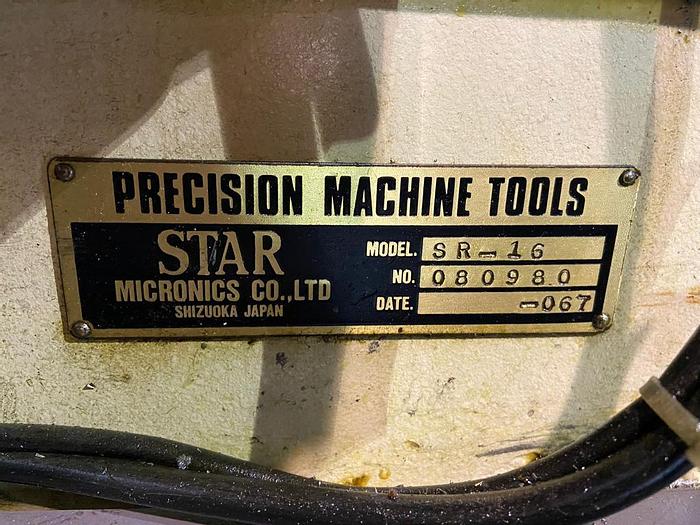 PRECISION MACHINE TOOLS
STAR
MICRONICS CO.,LTD
SHIZUOKA JAPAN
MODEL. SR-16
NO. 080980
DATE. -067